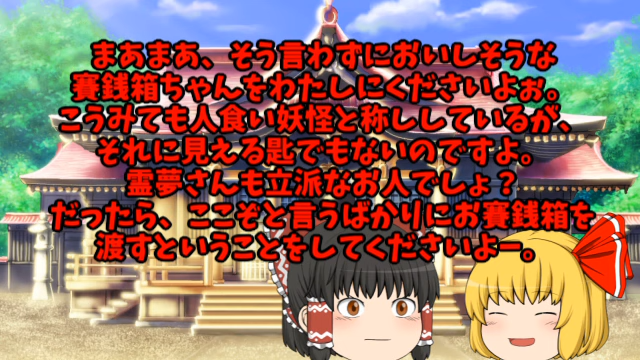 まあまあ、そう言わずにおいしそうな
賽銭箱ちゃんをわたしにくださいよぉ。
こうみても人食い妖怪と称ししているが、
それに見える匙でもないのですよ。
霊夢さんも立派なお人でしょ？
だったら、ここぞと言うばかりにお賽銭箱を
渡すということをしてくださいよー。